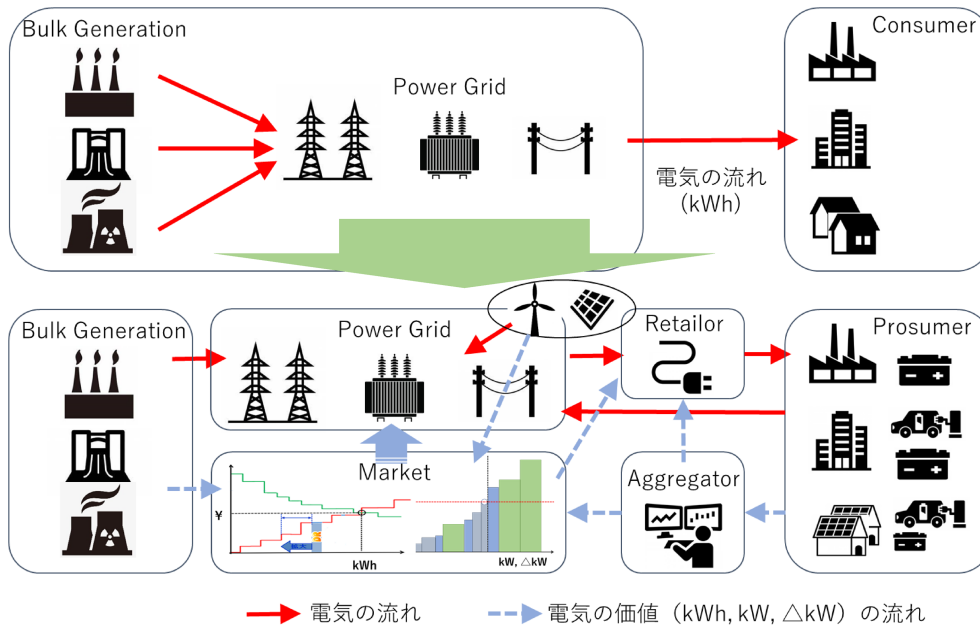 Bulk Generation
Power Grid
Consumer
電気の流れ
(kWh)
Bulk Generation
Power Grid
Retailor
Prosumer
Market
Aggregator
¥
kWh
kW, △kW
電気の流れ
電気の価値（kWh, kW, △kW）の流れ